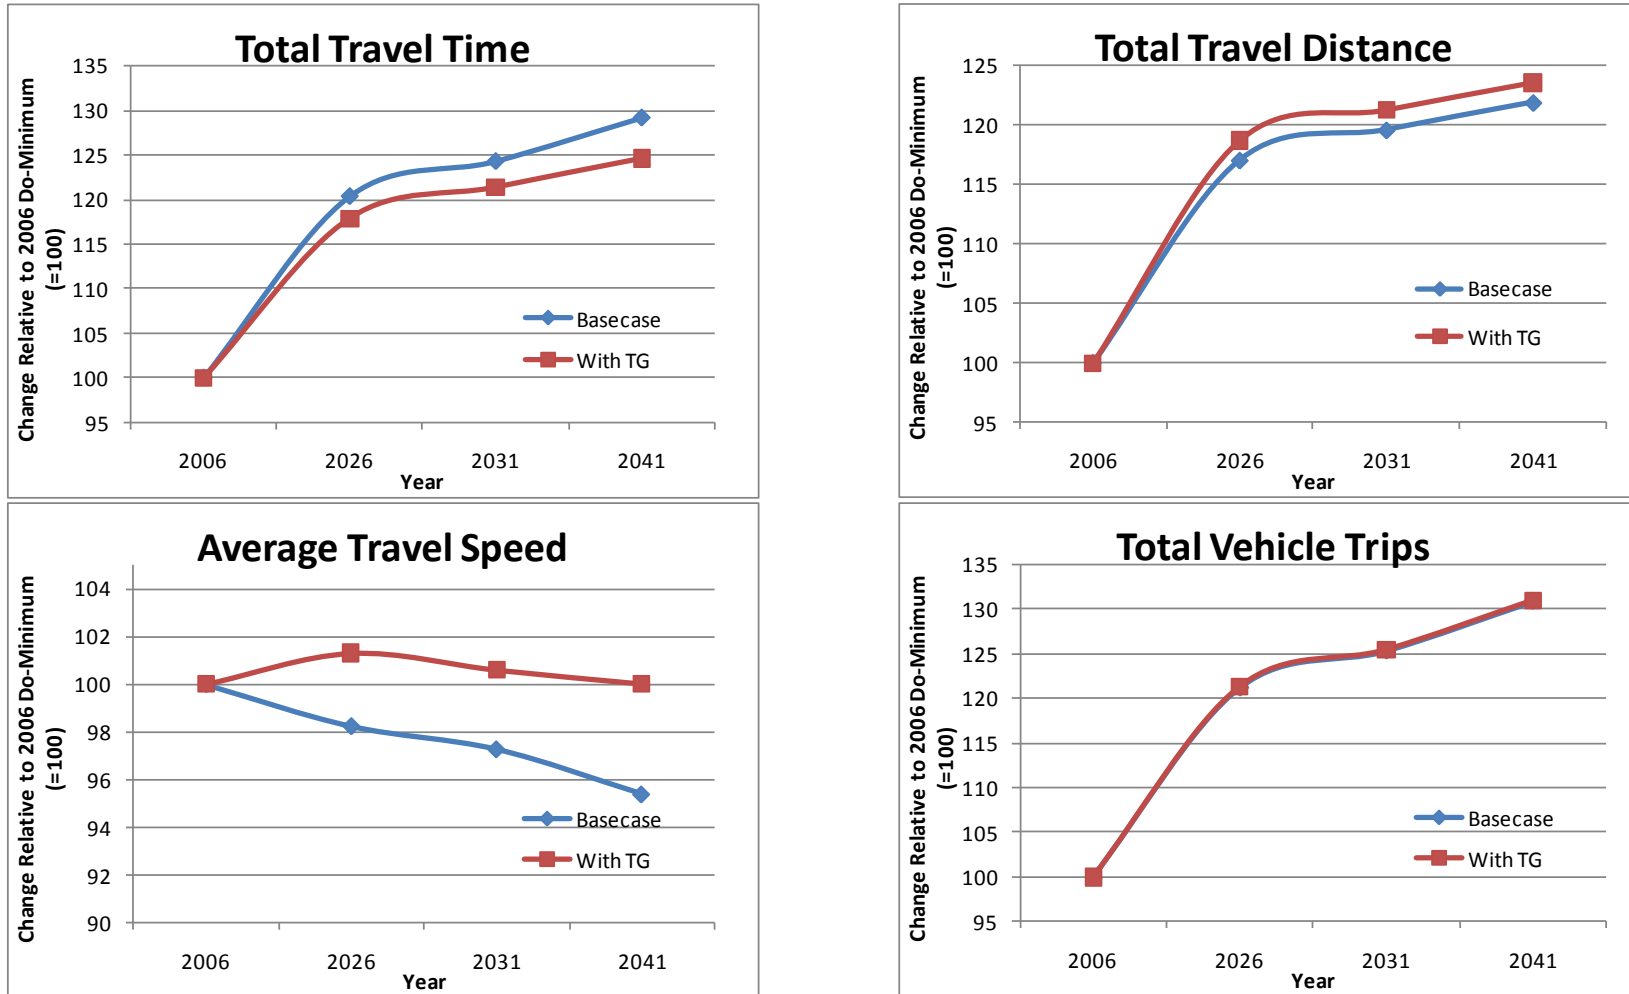 Total Travel Time
Change Relative to 2006 Do-Minimum
(=100)
135
130
125
120
115
110
105
100
95
Basecase
With TG
2006 2026 2031 2041
Year
Total Travel Distance
Change Relative to 2006 Do-Minimum
(=100)
125
120
115
110
105
100
95
Basecase
With TG
2006 2026 2031 2041
Year
Average Travel Speed
Change Relative to 2006 Do-Minimum
(=100)
104
102
100
98
96
94
92
90
Basecase
With TG
2006 2026 2031 2041
Year
Total Vehicle Trips
Change Relative to 2006 Do-Minimum
(=100)
135
130
125
120
115
110
105
100
95
Basecase
With TG
2006 2026 2031 2041
Year